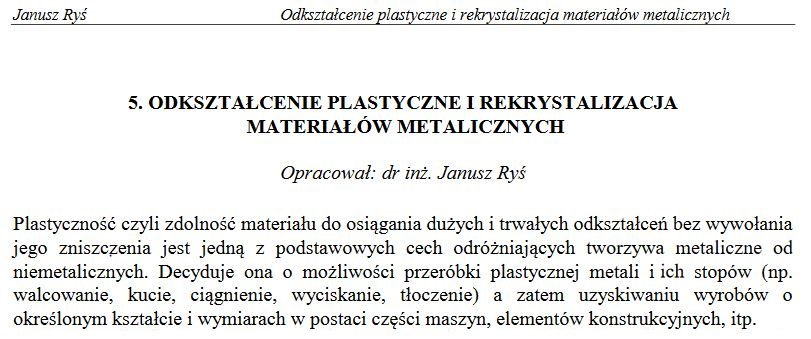 Janusz Ryś Odkształcenie plastyczne i rekrystalizacja materiałów metalicznych
5. ODKSZTAŁCENIE PLASTYCZNE I REKRYSTALIZACJA
MATERIAŁÓW METALICZNYCH
Opracował: dr inż. Janusz Ryś
Plastyczność czyli zdolność materiału do osiągania dużych i trwałych odkształceń bez wywołania
jego zniszczenia jest jedną z podstawowych cech odróżniających tworzywa metaliczne od
niemetalicznych. Decyduje ona o możliwości przeróbki plastycznej metali i ich stopów (np.
walcowanie, kucie, ciągnienie, wyciskanie, tłoczenie) a zatem uzyskiwaniu wyrobów o
określonym kształcie i wymiarach w postaci części maszyn, elementów konstrukcyjnych, itp.